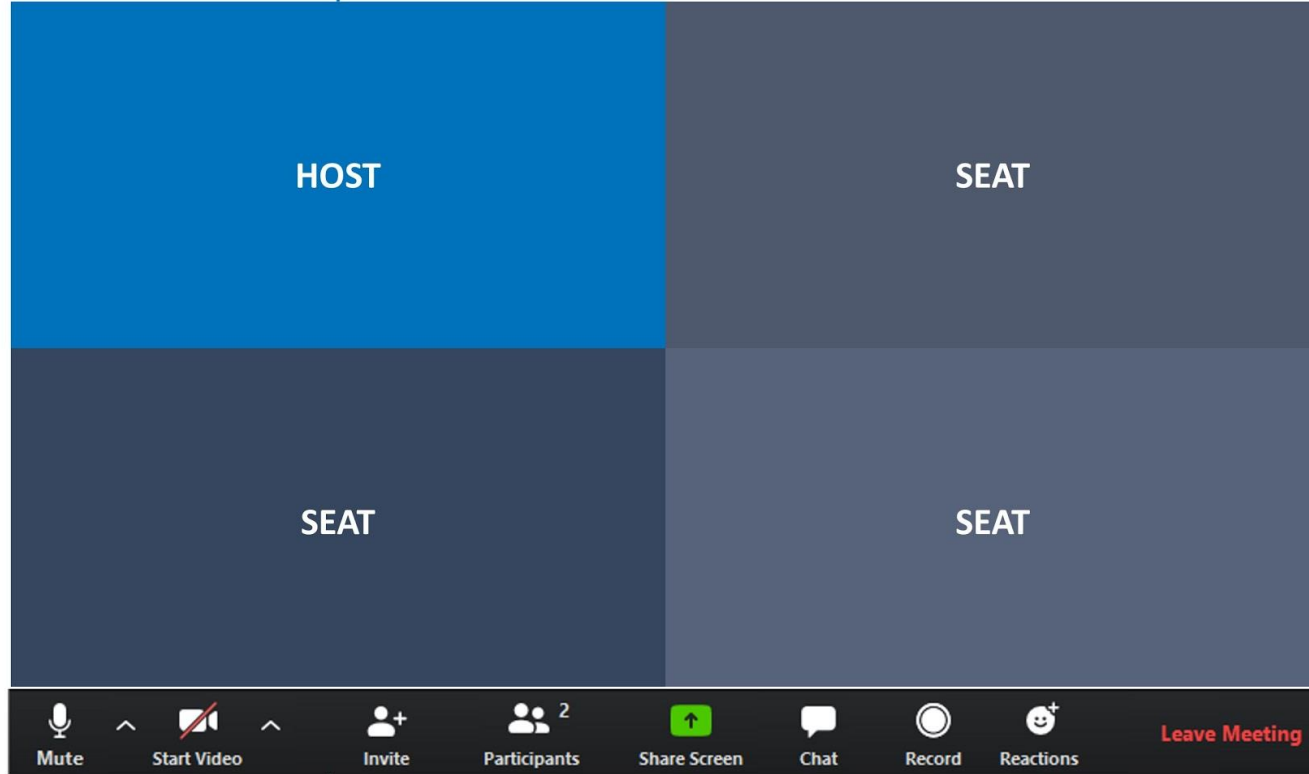 HOST
SEAT
SEAT
SEAT
2
Mute
Start Video
Invite
Participants
Share Screen
Chat
Record
Reactions
Leave Meeting